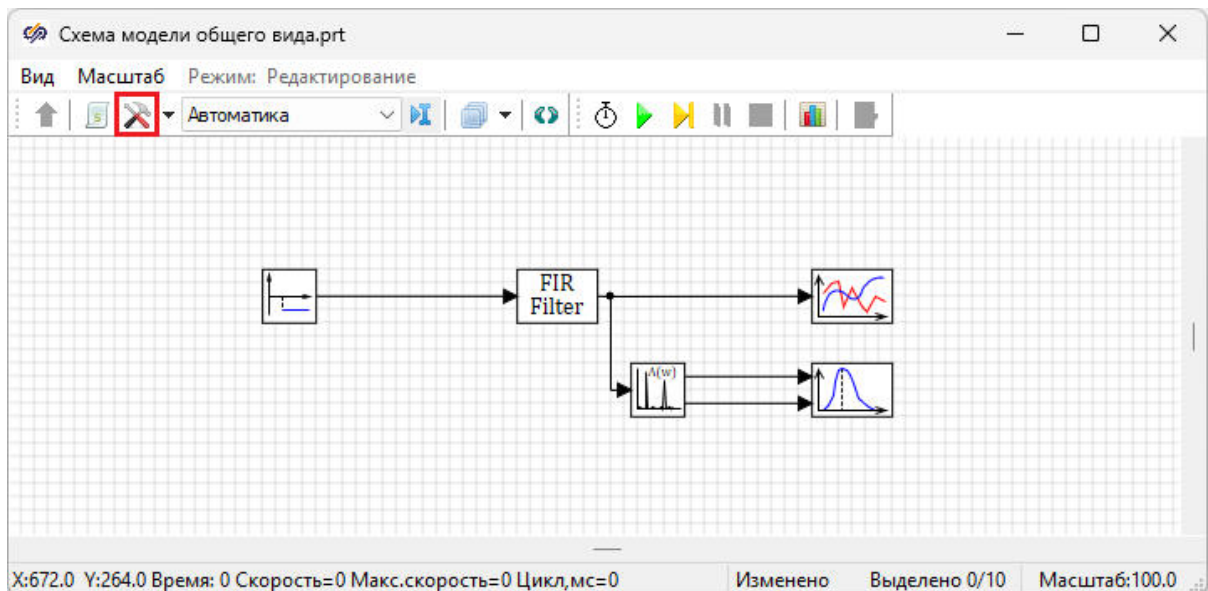 Схема модели общего вида.prt
Вид Масштаб Режим: Редактирование
Автоматика
FIR
Filter
A(w)
X:672.0 Y:264.0 Время: 0 Скорость=0 Макс.скорость=0 Цикл,мс=0 Изменено Выделено 0/10 Масштаб:100.0